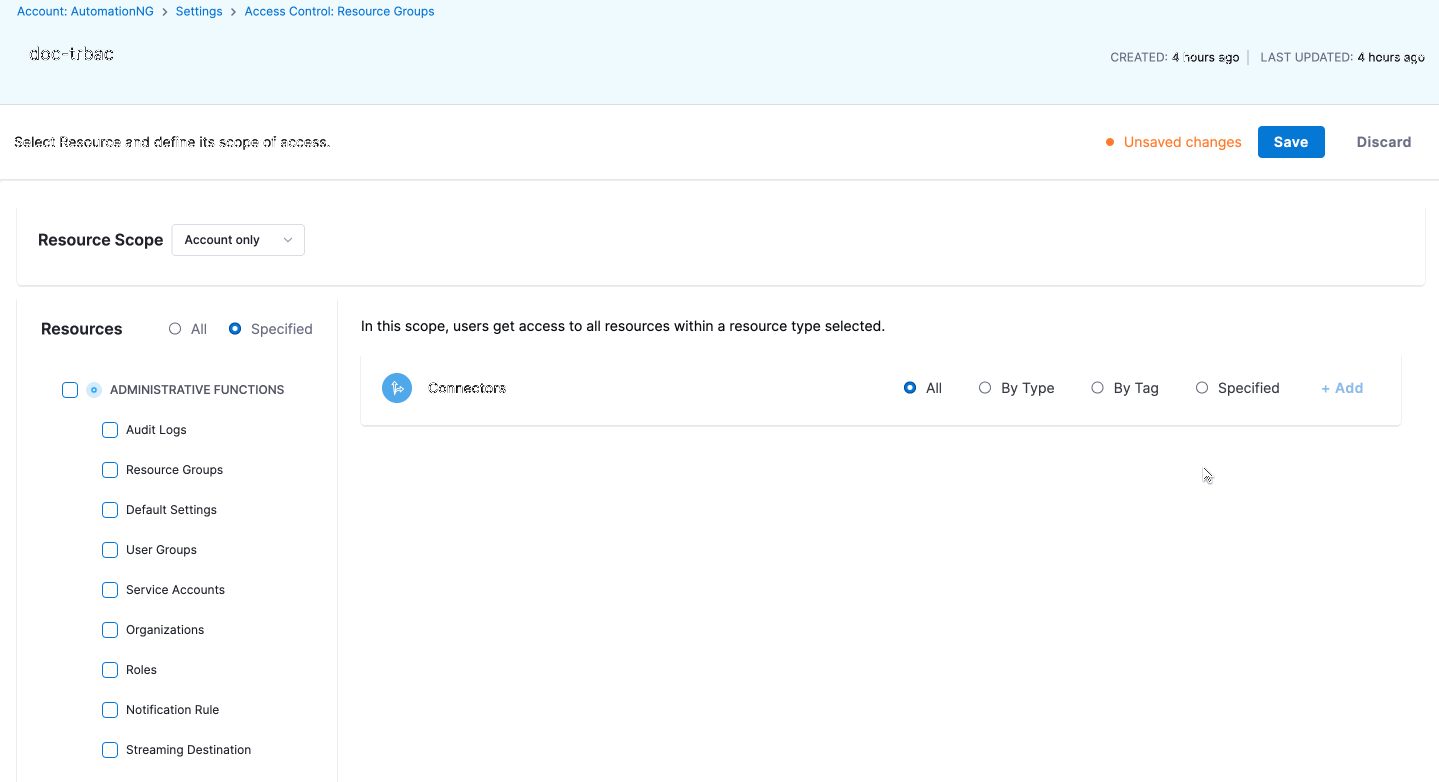 Account: AutomationNG > Settings > Access Control: Resource Groups
doc-trbac
CREATED: 4 hours ago | LAST UPDATED: 4 hours ago
Select Resource and define its scope of access.
Unsaved changes Save Discard
Resource Scope Account only
Resources All Specified
In this scope, users get access to all resources within a resource type selected.
Connectors All By Type By Tag Specified + Add
ADMINISTRATIVE FUNCTIONS
Audit Logs
Resource Groups
Default Settings
User Groups
Service Accounts
Organizations
Roles
Notification Rule
Streaming Destination